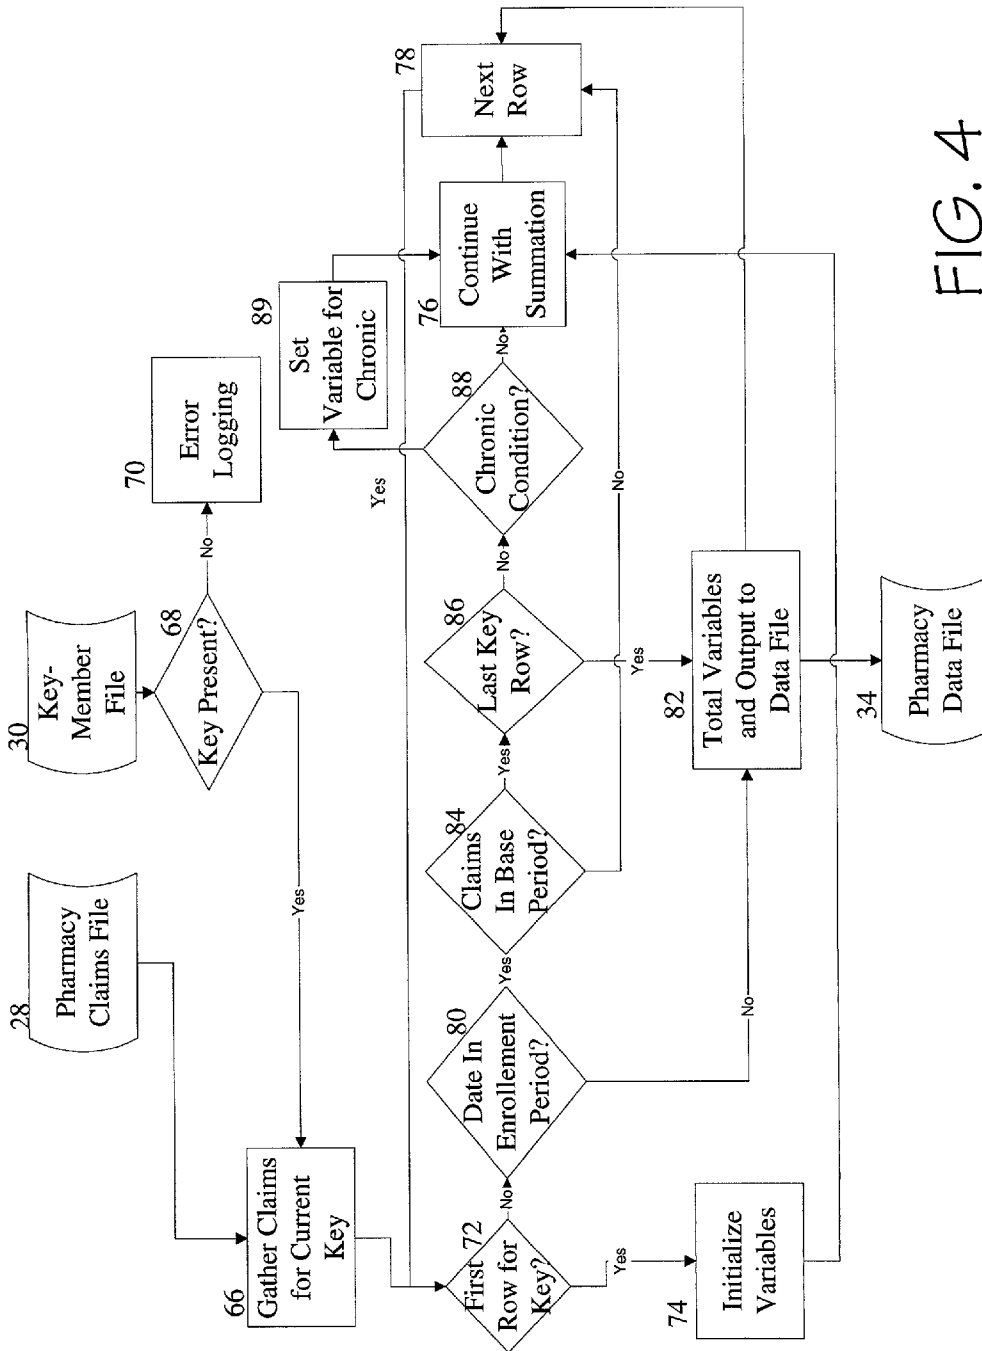 28
Pharmacy
Claims File
30
Key-
Member
File
68
Key Present?
No
70
Error
Logging
Yes
66
Gather Claims
for Current
Key
89
Set
Variable for
Chronic
Yes
72
First
Row for
Key?
No
80
Date In
Enrollement
Period?
Yes
84
Claims
In Base
Period?
Yes
86
Last Key
Row?
No
88
Chronic
Condition?
No
76
Continue
With
Summation
78
Next
Row
Yes
No
Yes
No
74
Initialize
Variables
82
Total Variables
and Output to
Data File
34
Pharmacy
Data File
FIG. 4